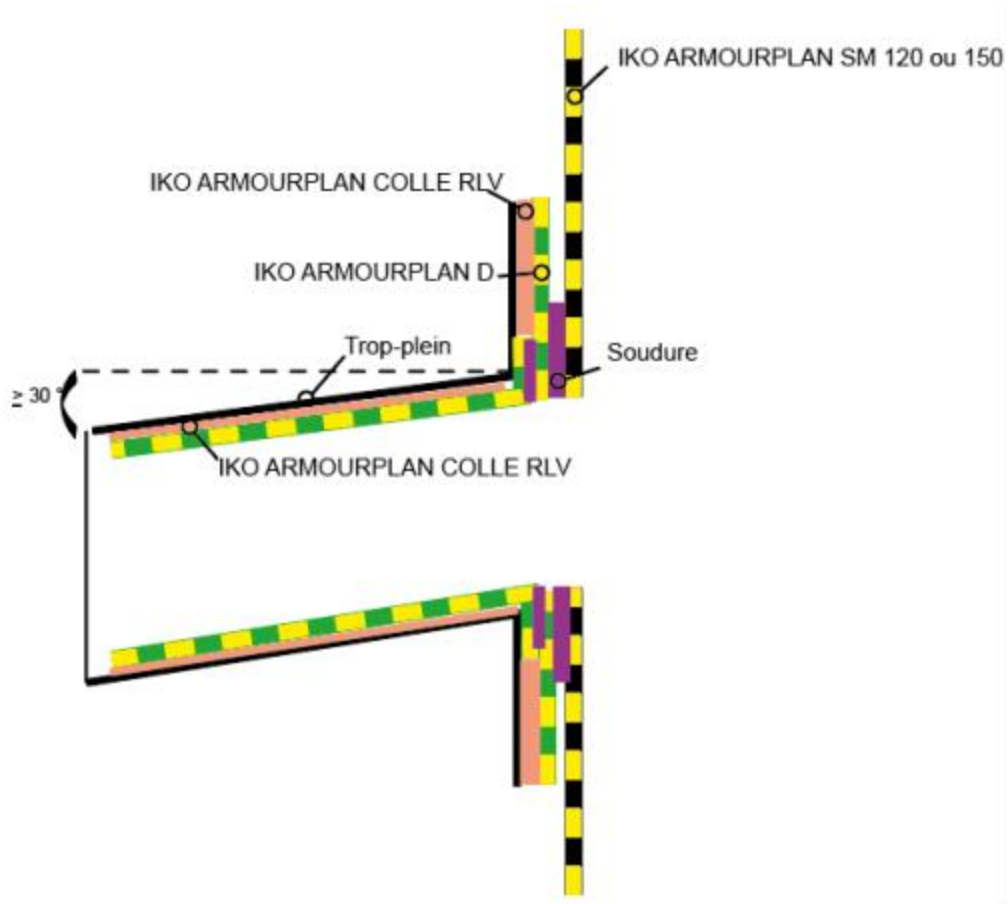 IKO ARMOURPLAN SM 120 ou 150
IKO ARMOURPLAN COLLE RLV
IKO ARMOURPLAN D
Trop-plein
Soudure
≥ 30 °
IKO ARMOURPLAN COLLE RLV